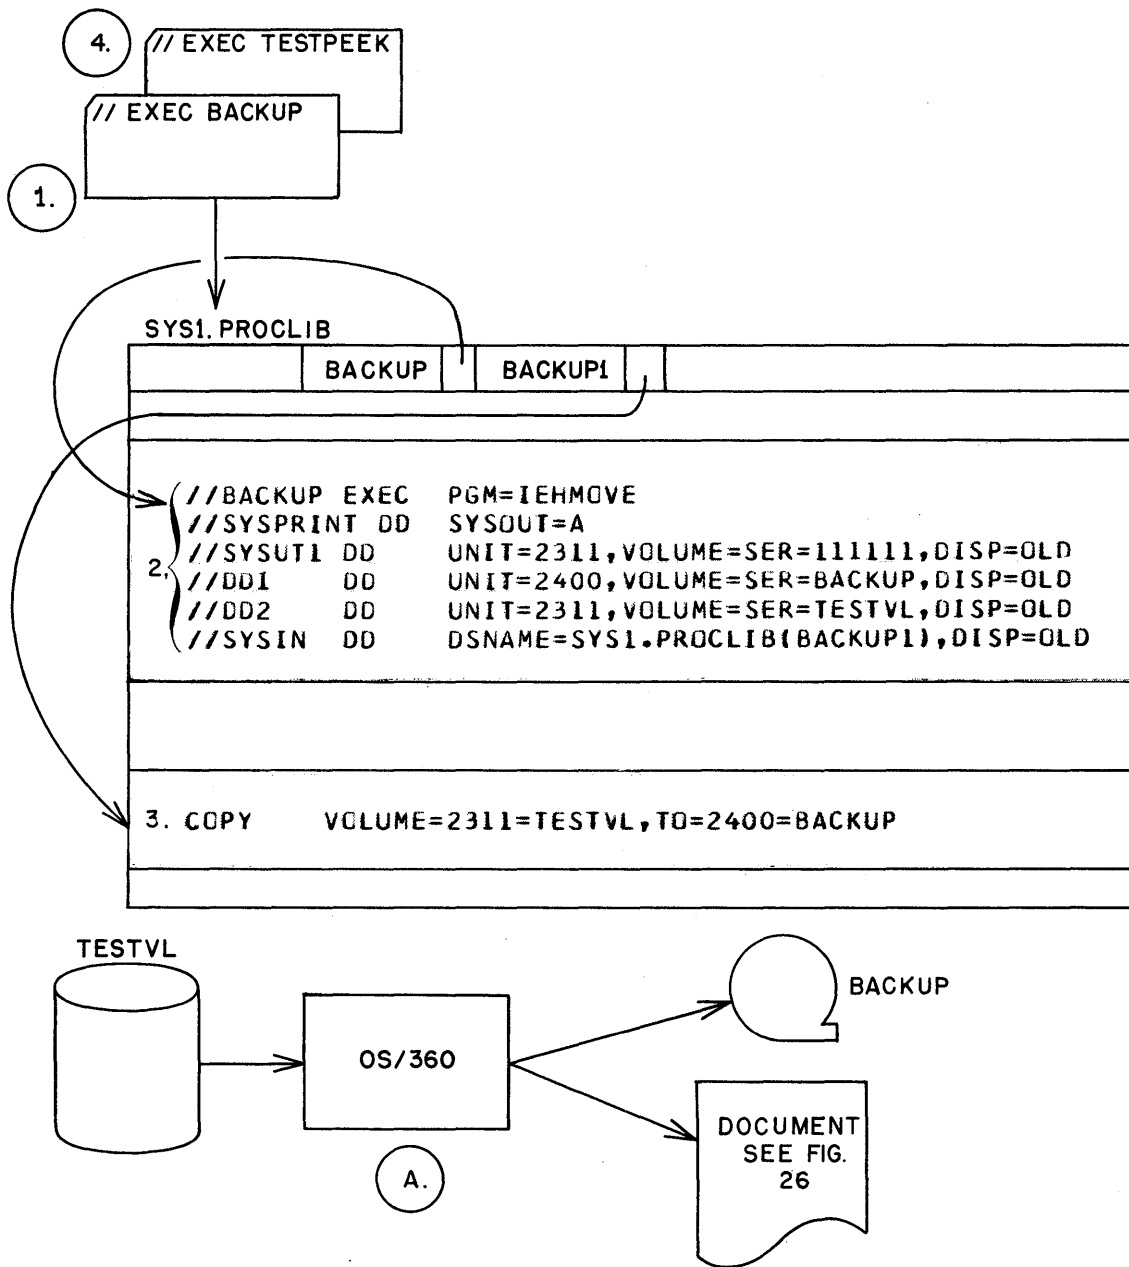 4.
// EXEC TESTPEEK
// EXEC BACKUP
1.
SYS1.PROCLIB
BACKUP BACKUP1
2.
//BACKUP EXEC PGM=IEHMOVE
//SYSPRINT DD SYSOUT=A
//SYSUT1 DD UNIT=2311,VOLUME=SER=111111,DISP=OLD
//DD1 DD UNIT=2400,VOLUME=SER=BACKUP,DISP=OLD
//DD2 DD UNIT=2311,VOLUME=SER=TESTVL,DISP=OLD
//SYSIN DD DSNAME=SYS1.PROCLIB(BACKUP1),DISP=OLD
3. COPY VOLUME=2311=TESTVL,TO=2400=BACKUP
TESTVL
BACKUP
OS/360
DOCUMENT
SEE FIG.
26
A.